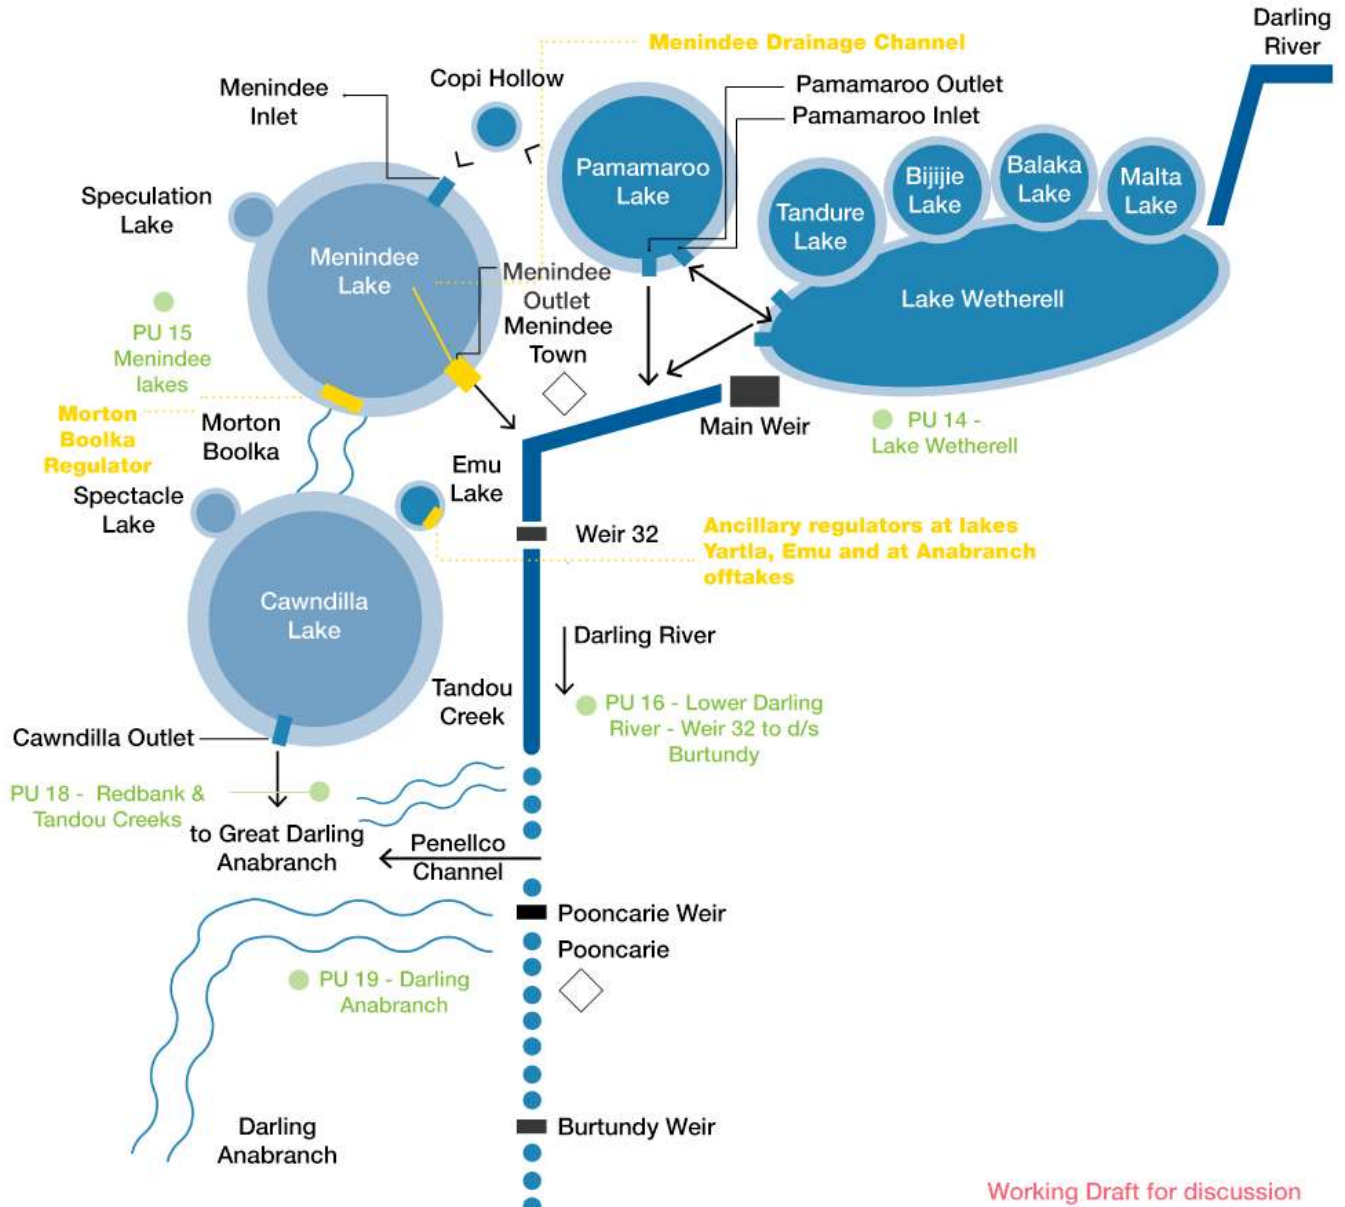 Darling
River
Menindee Drainage Channel
Copi Hollow
Menindee
Inlet
Pamamaroo Outlet
Pamamaroo Inlet
Pamamaroo
Lake
Tandure
Lake
Bijijie
Lake
Balaka
Lake
Malta
Lake
Speculation
Lake
Menindee
Lake
Menindee
Outlet
Lake Wetherell
Menindee
Town
PU 15
Menindee
lakes
Morton
Boolka
Regulator
Morton
Boolka
Main Weir
PU 14 -
Lake Wetherell
Emu
Lake
Spectacle
Lake
Weir 32
Ancillary regulators at lakes
Yartla, Emu and at Anabranch
offtakes
Cawndilla
Lake
Darling River
Tandou
Creek
PU 16 - Lower Darling
River - Weir 32 to d/s
Burtundy
Cawndilla Outlet
PU 18 - Redbank &
Tandou Creeks
to Great Darling
Anabranch
Penellco
Channel
Pooncarie Weir
Pooncarie
PU 19 - Darling
Anabranch
Darling
Anabranch
Burtundy Weir
Working Draft for discussion